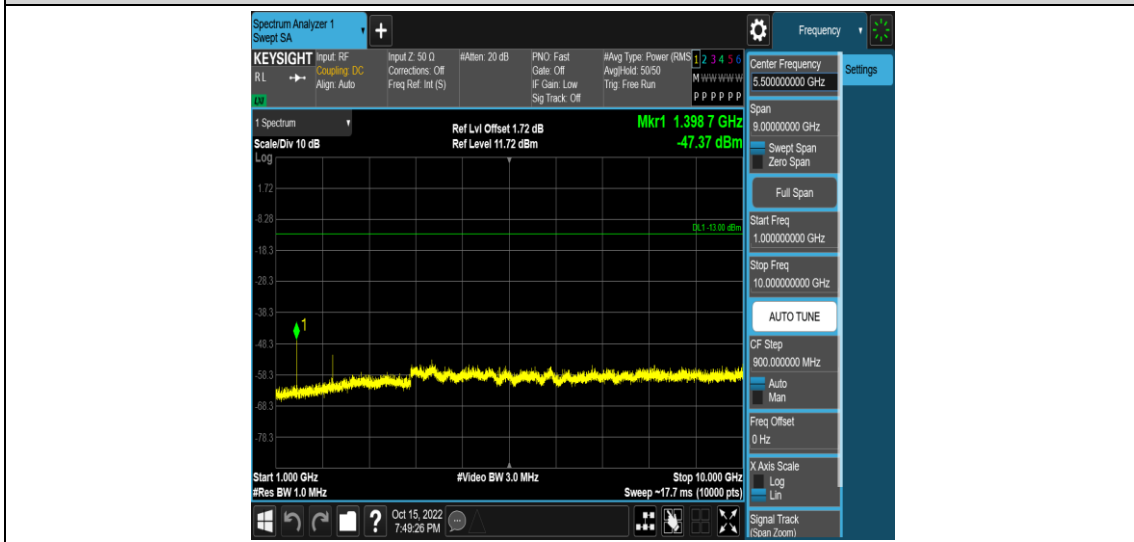 Spectrum Analyzer 1
Swept SA
+
Frequency
KEYSIGHT
RL
LXI
Input: RF
Coupling: DC
Align: Auto
Input Z: 50 Ω
Corrections: Off
Freq Ref: Int (S)
#Atten: 20 dB
PNO: Fast
Gate: Off
IF Gain: Low
Sig Track: Off
#Avg Type: Power (RMS
Avg|Hold: 50/50
Trig: Free Run
1 2 3 4 5 6
M W W W W W
P P P P P P
1 Spectrum
Scale/Div 10 dB
Log
Ref Lvl Offset 1.72 dB
Ref Level 11.72 dBm
Mkr1 1.398 7 GHz
-47.37 dBm
1.72
-8.28
-18.3
-28.3
-38.3
-48.3
-58.3
-68.3
-78.3
DL1 -13.00 dBm
1
Start 1.000 GHz
#Res BW 1.0 MHz
#Video BW 3.0 MHz
Stop 10.000 GHz
Sweep ~17.7 ms (10000 pts)
Center Frequency
5.500000000 GHz
Settings
Span
9.00000000 GHz
Swept Span
Zero Span
Full Span
Start Freq
1.000000000 GHz
Stop Freq
10.000000000 GHz
AUTO TUNE
CF Step
900.000000 MHz
Auto
Man
Freq Offset
0 Hz
X Axis Scale
Log
Lin
Signal Track
(Span Zoom)
?
Oct 15, 2022
7:49:26 PM